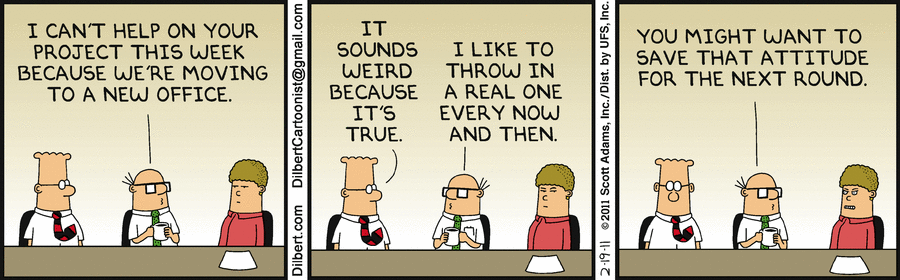 I CAN'T HELP ON YOUR
PROJECT THIS WEEK
BECAUSE WE'RE MOVING
TO A NEW OFFICE.
Dilbert.com DilbertCartoonist@gmail.com
IT
SOUNDS
WEIRD
BECAUSE
IT'S
TRUE.
I LIKE TO
THROW IN
A REAL ONE
EVERY NOW
AND THEN.
2-19-11 ©2011 Scott Adams, Inc./Dist. by UFS, Inc.
YOU MIGHT WANT TO
SAVE THAT ATTITUDE
FOR THE NEXT ROUND.